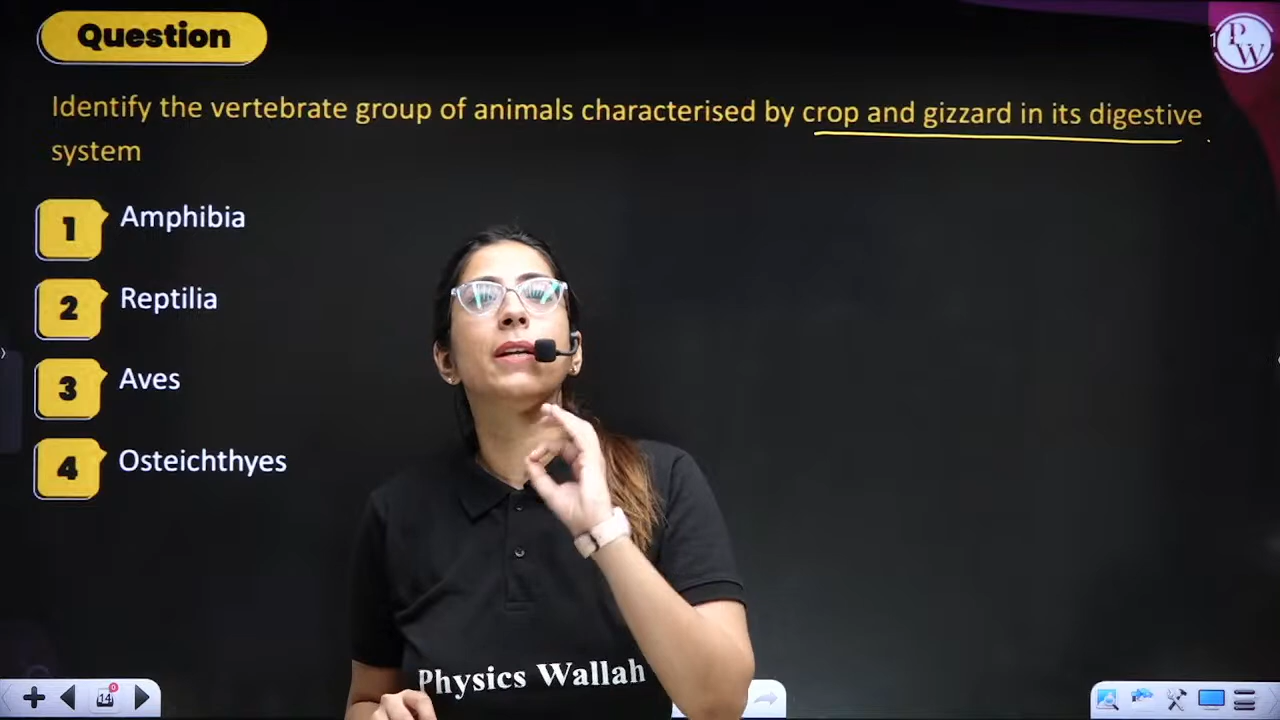 Question
PW
Identify the vertebrate group of animals characterised by crop and gizzard in its digestive
system
1 Amphibia
2 Reptilia
3 Aves
4 Osteichthyes
Physics Wallah
14